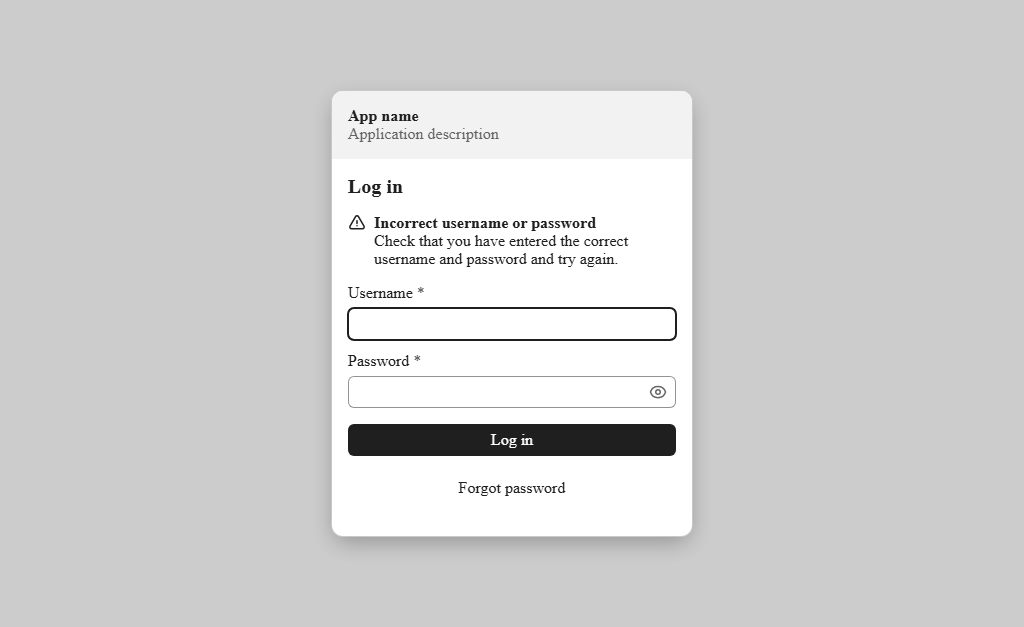 App name
Application description
Log in
Incorrect username or password
Check that you have entered the correct
username and password and try again.
Username *
Password *
Log in
Forgot password